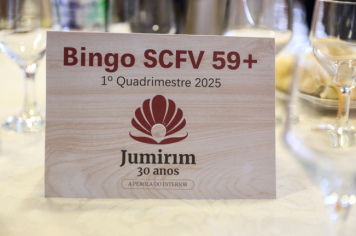 Bingo SCFV 59+
1º Quadrimestre 2025
Jumirim
30 anos
A PÉROLA DO INTERIOR